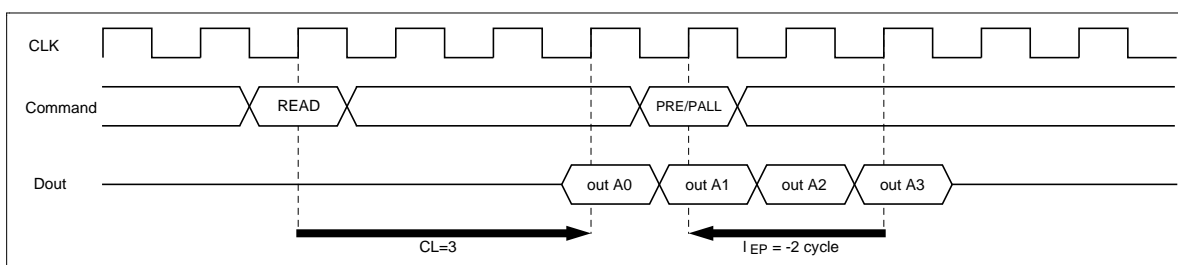 CLK
Command
READ
PRE/PALL
Dout
out A0
out A1
out A2
out A3
CL=3
l EP = -2 cycle